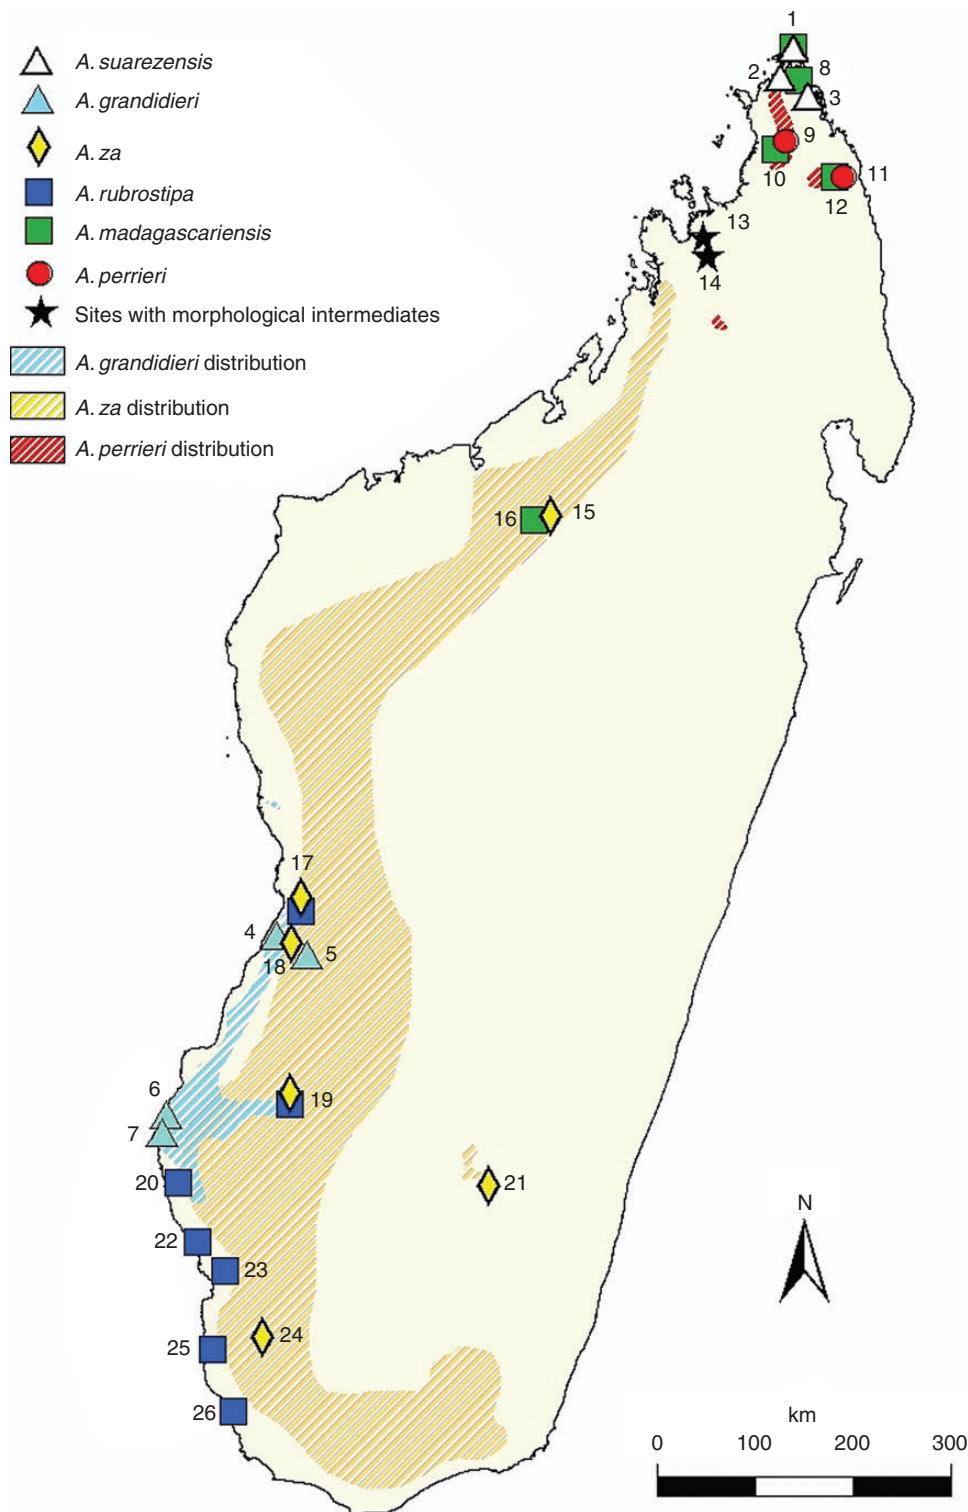 A. suarezensis
A. grandidieri
A. za
A. rubrostipa
A. madagascariensis
A. perrieri
Sites with morphological intermediates
A. grandidieri distribution
A. za distribution
A. perrieri distribution
1
2
8
3
9
10
11
12
13
14
16
15
17
4
18
5
6
19
7
20
21
22
23
24
25
26
N
km
0 100 200 300